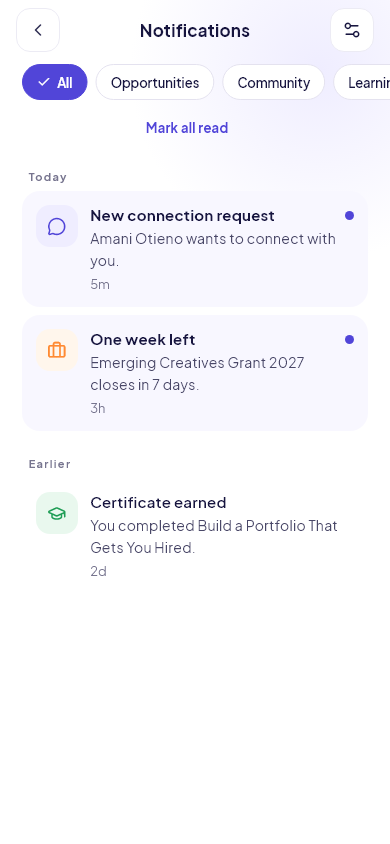 Notifications
All
Opportunities
Community
Mark all read
Today
New connection request
Amani Otieno wants to connect with
you.
5m
One week left
Emerging Creatives Grant 2027
closes in 7 days.
3h
Earlier
Certificate earned
You completed Build a Portfolio That
Gets You Hired.
2d